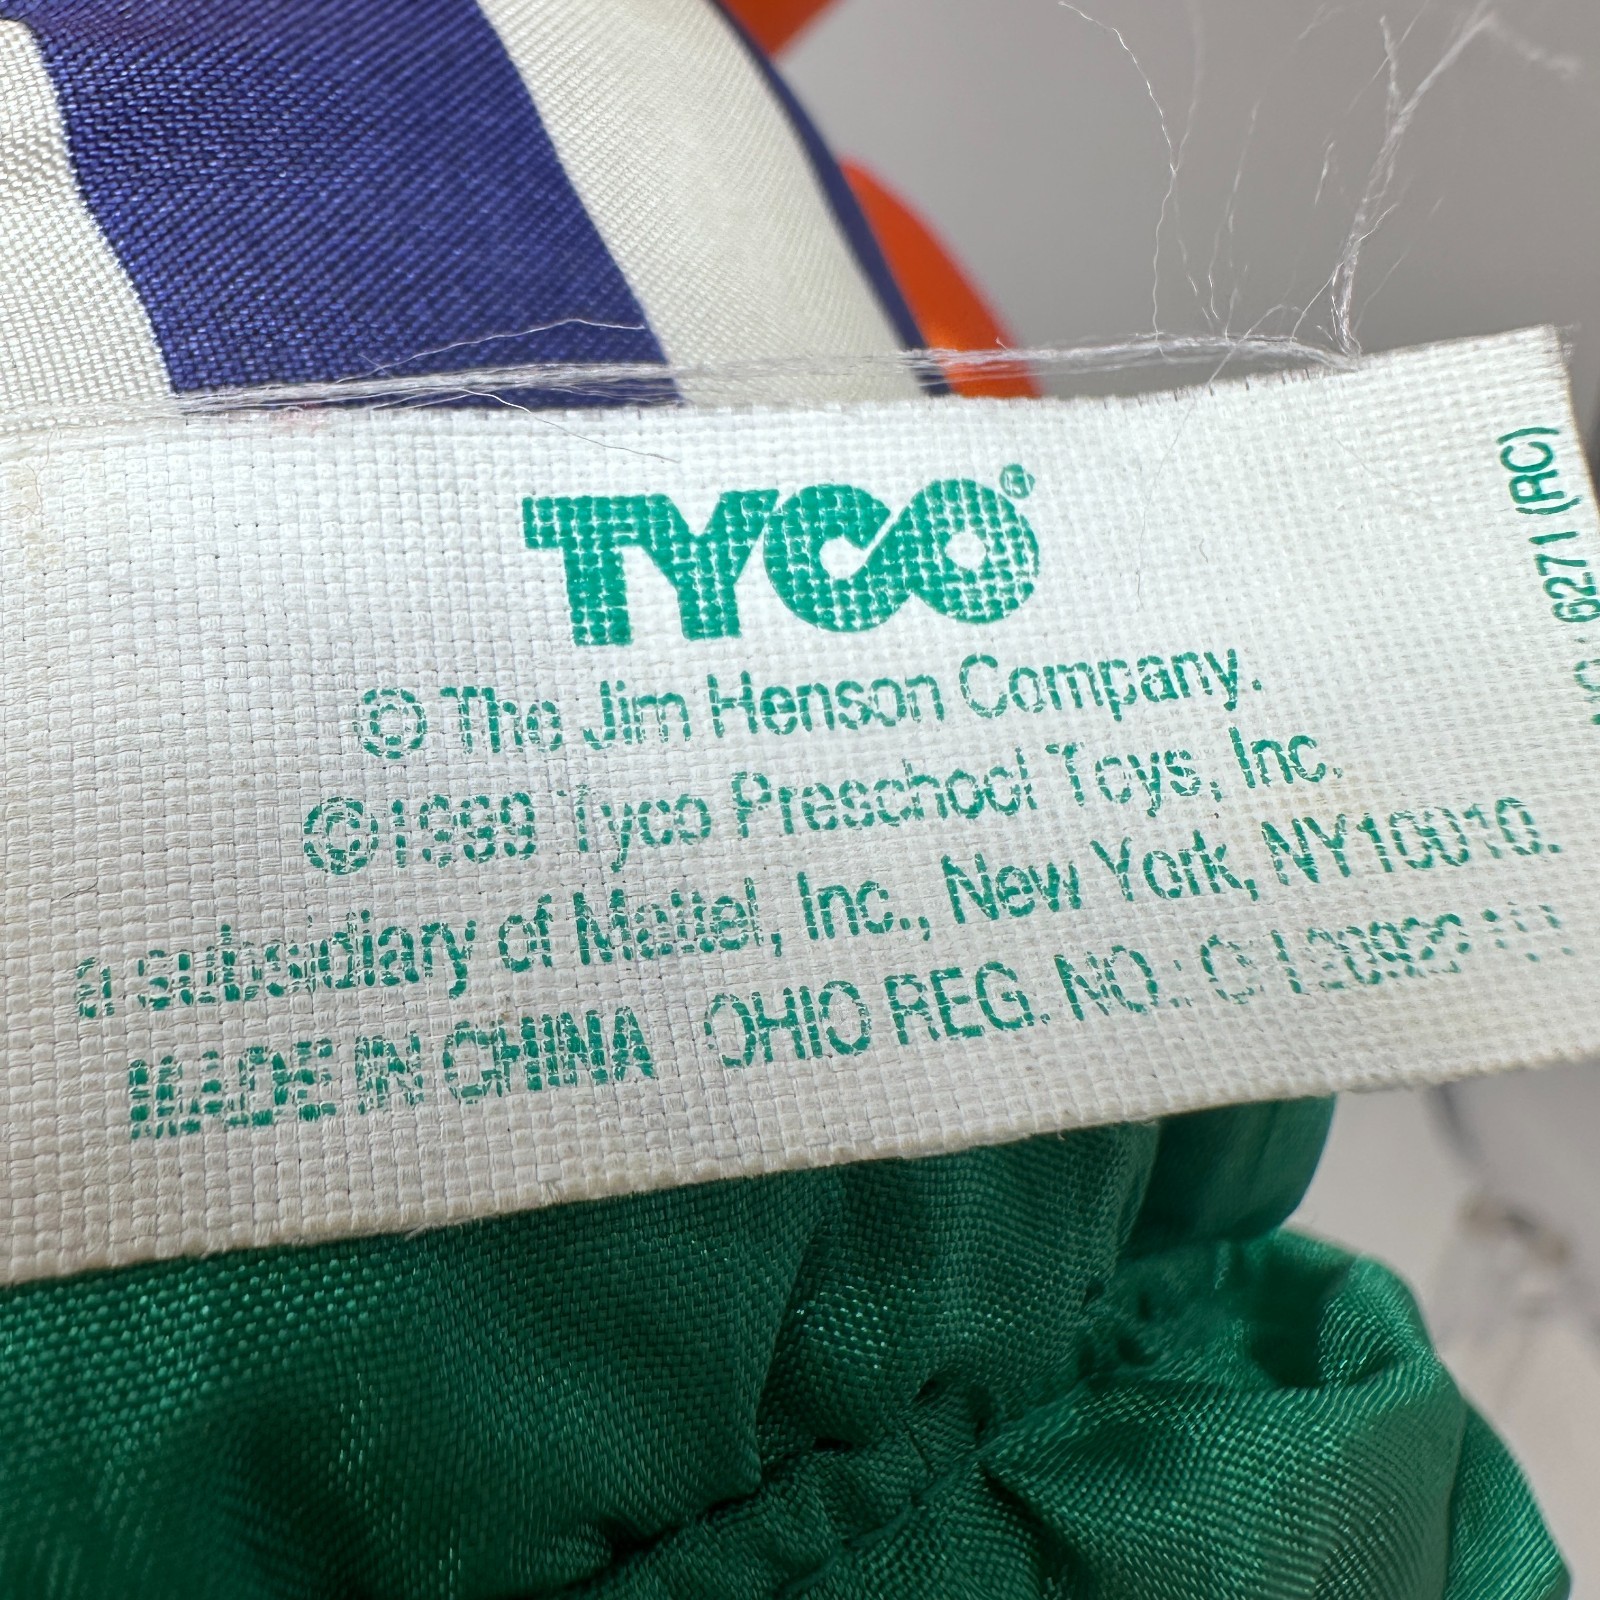 TYCO®
© The Jim Henson Company.
©1999 Tyco Preschool Toys, Inc.
a subsidiary of Mattel, Inc., New York, NY10010.
MADE IN CHINA OHIO REG. NO.:
6271 (RC)